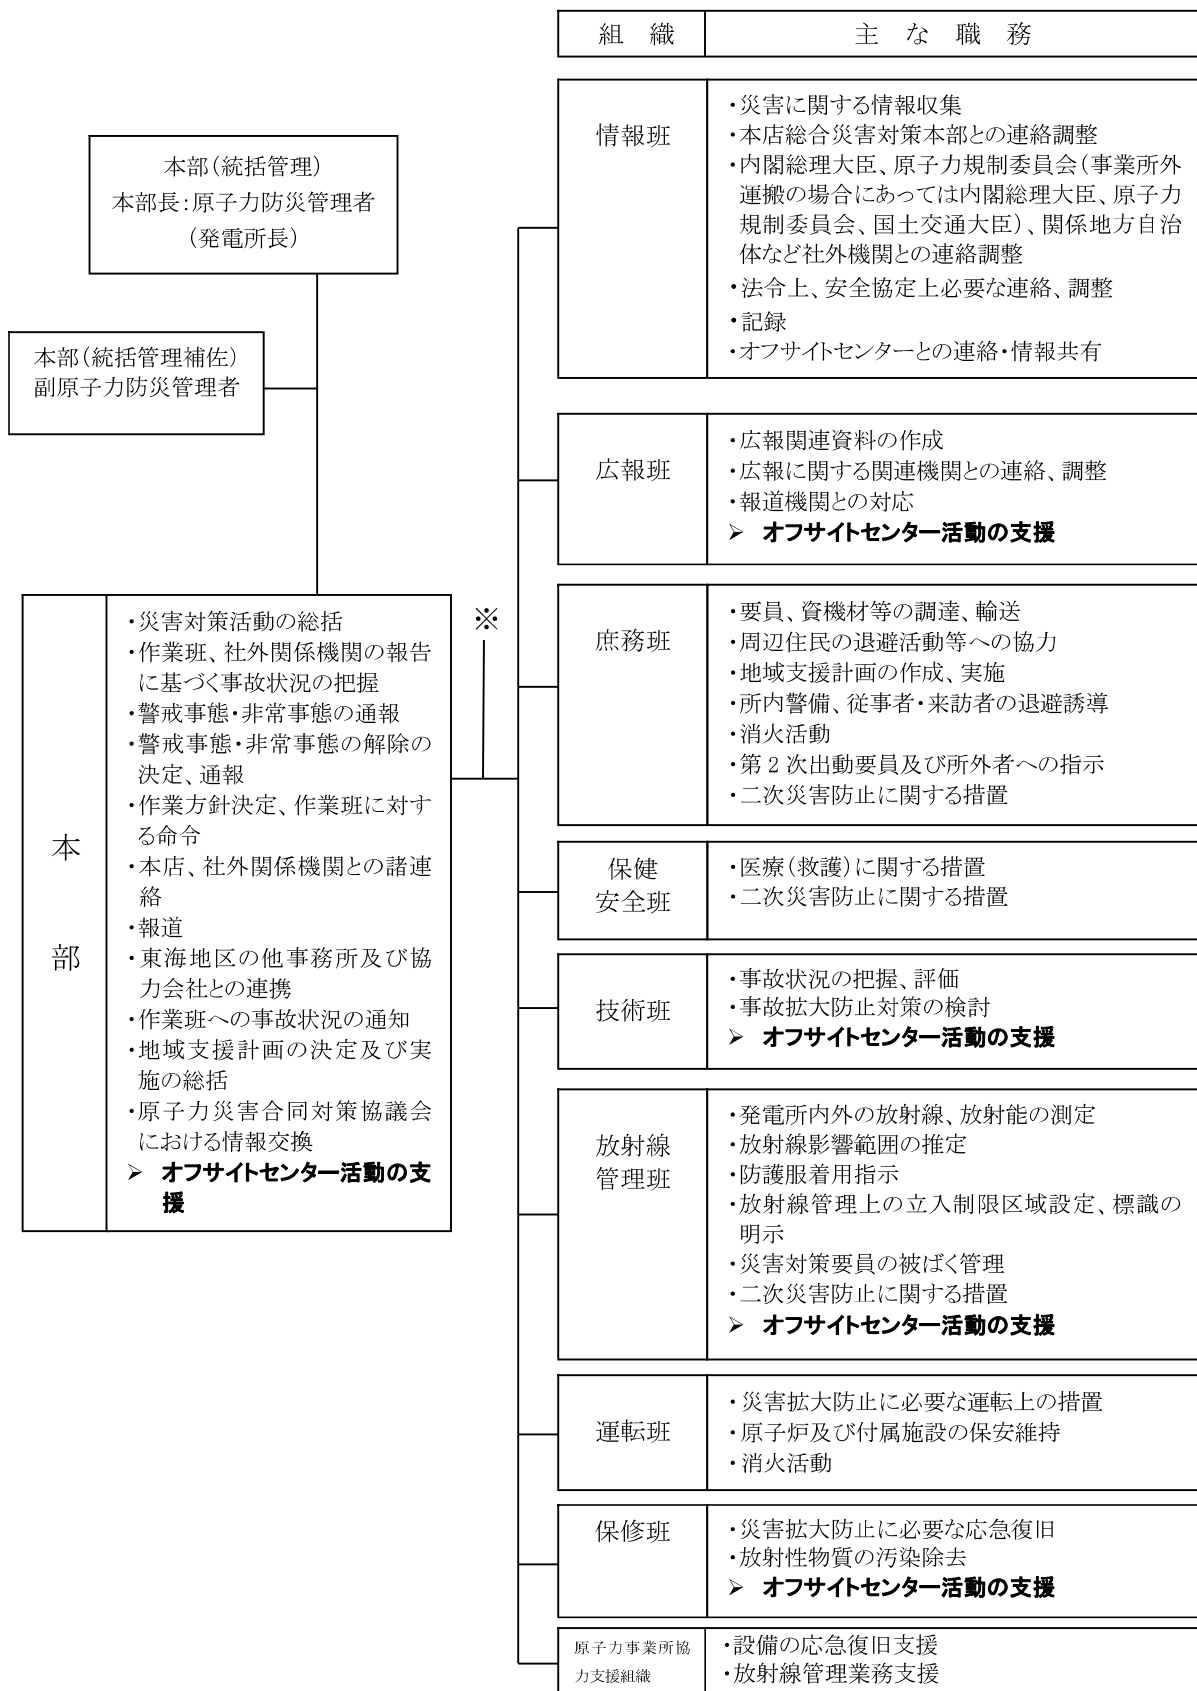 組　織　主　な　職　務
本部（統括管理）
本部長：原子力防災管理者
（発電所長）
本部（統括管理補佐）
副原子力防災管理者
本　部
・災害対策活動の総括
・作業班、社外関係機関の報告
に基づく事故状況の把握
・警戒事態・非常事態の通報
・警戒事態・非常事態の解除の
決定、通報
・作業方針決定、作業班に対す
る命令
・本店、社外関係機関との諸連
絡
・報道
・東海地区の他事務所及び協
力会社との連携
・作業班への事故状況の通知
・地域支援計画の決定及び実
施の総括
・原子力災害合同対策協議会
における情報交換
➢ オフサイトセンター活動の支
援
※
情報班
・災害に関する情報収集
・本店総合災害対策本部との連絡調整
・内閣総理大臣、原子力規制委員会（事業所外
運搬の場合にあっては内閣総理大臣、原子力
規制委員会、国土交通大臣）、関係地方自治
体など社外機関との連絡調整
・法令上、安全協定上必要な連絡、調整
・記録
・オフサイトセンターとの連絡・情報共有
広報班
・広報関連資料の作成
・広報に関する関連機関との連絡、調整
・報道機関との対応
➢ オフサイトセンター活動の支援
庶務班
・要員、資機材等の調達、輸送
・周辺住民の退避活動等への協力
・地域支援計画の作成、実施
・所内警備、従事者・来訪者の退避誘導
・消火活動
・第２次出動要員及び所外者への指示
・二次災害防止に関する措置
保健
安全班
・医療（救護）に関する措置
・二次災害防止に関する措置
技術班
・事故状況の把握、評価
・事故拡大防止対策の検討
➢ オフサイトセンター活動の支援
放射線
管理班
・発電所内外の放射線、放射能の測定
・放射線影響範囲の推定
・防護服着用指示
・放射線管理上の立入制限区域設定、標識の
明示
・災害対策要員の被ばく管理
・二次災害防止に関する措置
➢ オフサイトセンター活動の支援
運転班
・災害拡大防止に必要な運転上の措置
・原子炉及び付属施設の保安維持
・消火活動
保修班
・災害拡大防止に必要な応急復旧
・放射性物質の汚染除去
➢ オフサイトセンター活動の支援
原子力事業所協
力支援組織
・設備の応急復旧支援
・放射線管理業務支援